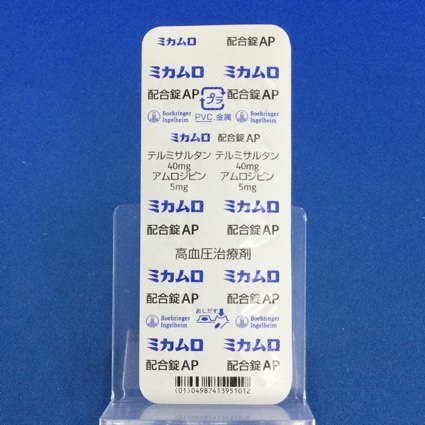 ミカムロ 配合錠AP
ミカムロ ミカムロ
配合錠AP プラ 配合錠AP
Boehringer Ingelheim PVC,金属 Boehringer Ingelheim
ミカムロ 配合錠AP
テルミサルタン テルミサルタン
40mg 40mg
アムロジピン アムロジピン
5mg 5mg
ミカムロ ミカムロ
配合錠AP 配合錠AP
高血圧治療剤
ミカムロ ミカムロ
配合錠AP 配合錠AP
Boehringer Ingelheim おしだす Boehringer Ingelheim
ミカムロ ミカムロ
配合錠AP 配合錠AP
(01)04987413951012